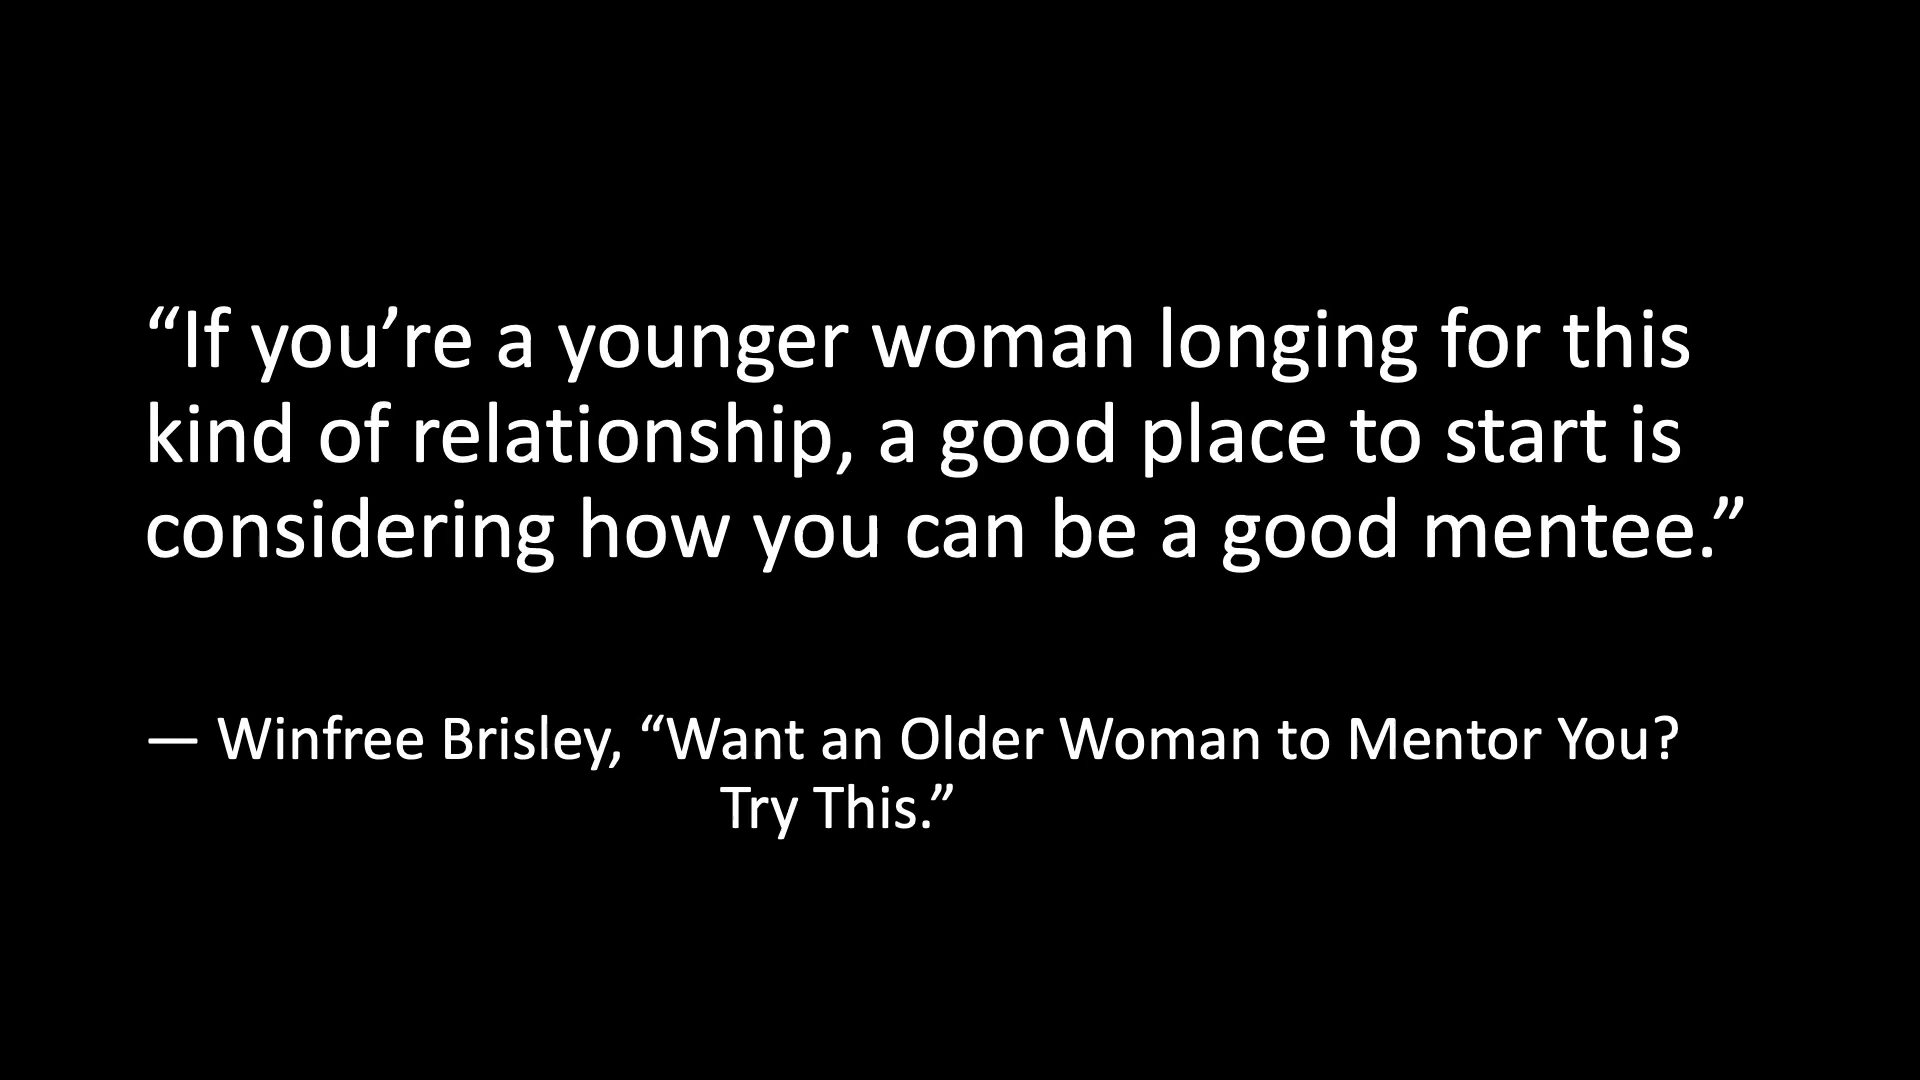 “If you’re a younger woman longing for this
kind of relationship, a good place to start is
considering how you can be a good mentee.”
— Winfree Brisley, “Want an Older Woman to Mentor You?
Try This.”